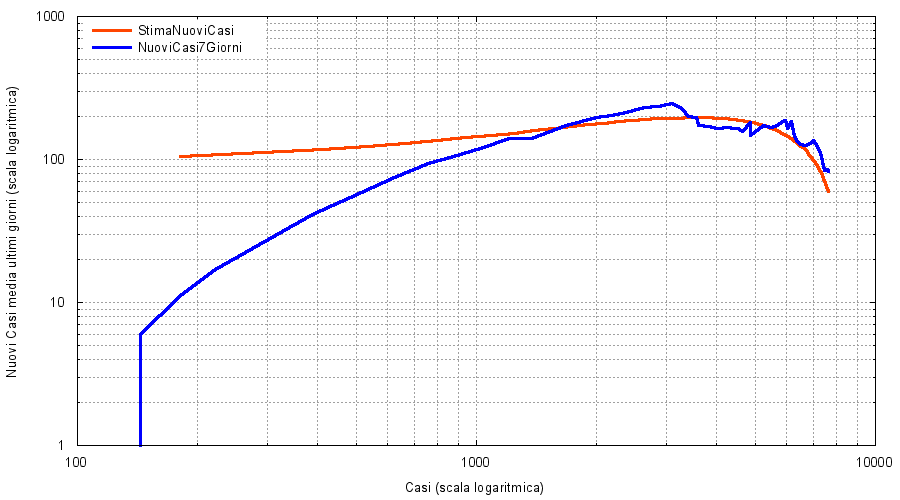 1000
StimaNuoviCasi
NuoviCasi7Giorni
100
10
1
Nuovi Casi media ultimi giorni (scala logaritmica)
100
1000
10000
Casi (scala logaritmica)